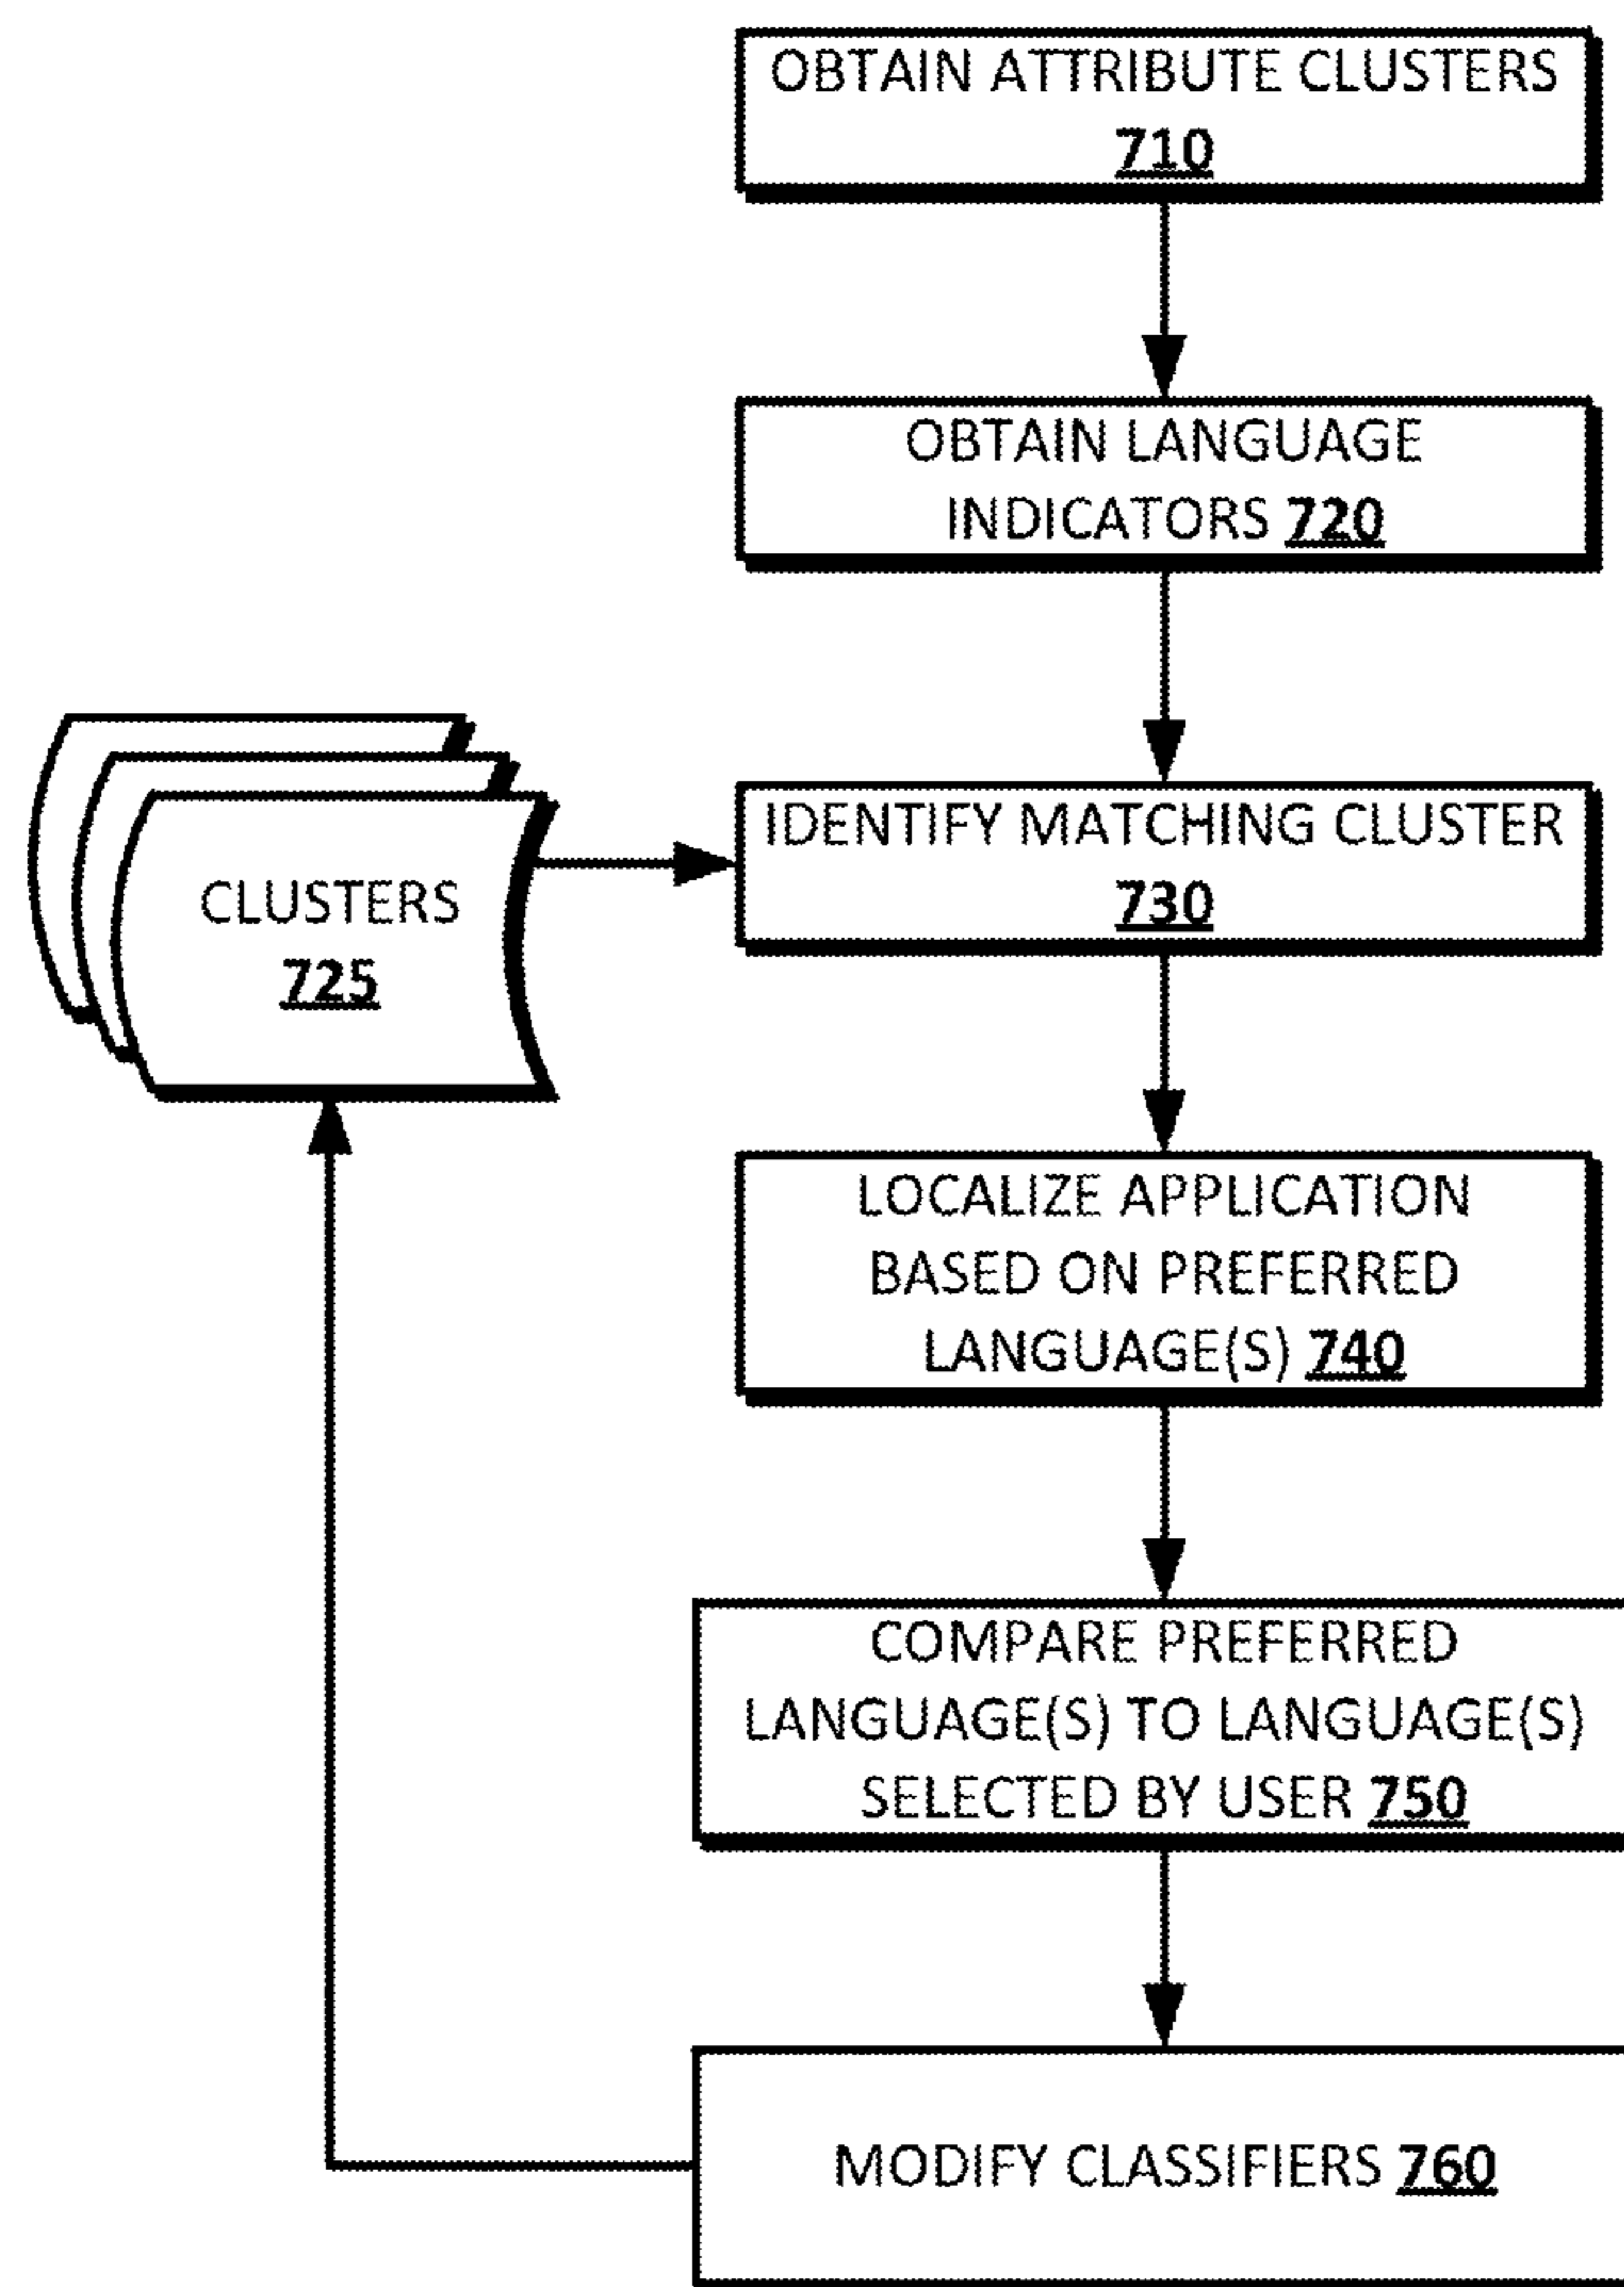 OBTAIN ATTRIBUTE CLUSTERS
710
OBTAIN LANGUAGE
INDICATORS 720
CLUSTERS
725
IDENTIFY MATCHING CLUSTER
730
LOCALIZE APPLICATION
BASED ON PREFERRED
LANGUAGE(S) 740
COMPARE PREFERRED
LANGUAGE(S) TO LANGUAGE(S)
SELECTED BY USER 750
MODIFY CLASSIFIERS 760